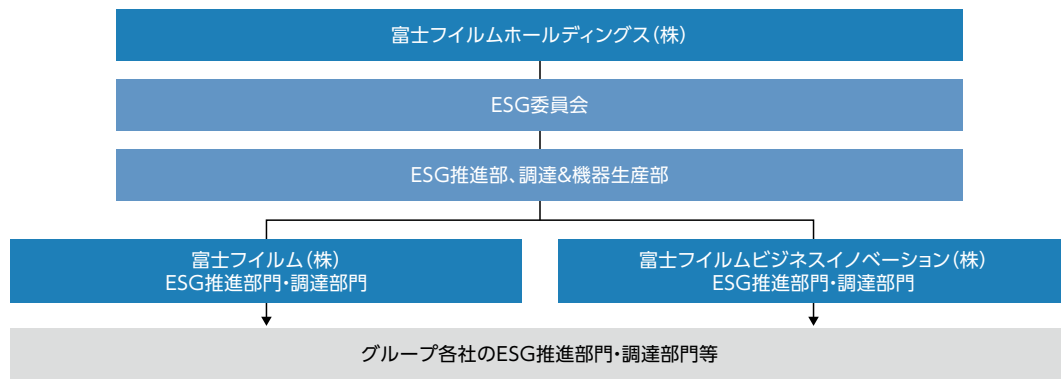 富士フイルムホールディングス(株)
ESG委員会
ESG推進部、調達&機器生産部
富士フイルム(株)
ESG推進部門・調達部門
富士フイルムビジネスイノベーション(株)
ESG推進部門・調達部門
グループ各社のESG推進部門・調達部門等